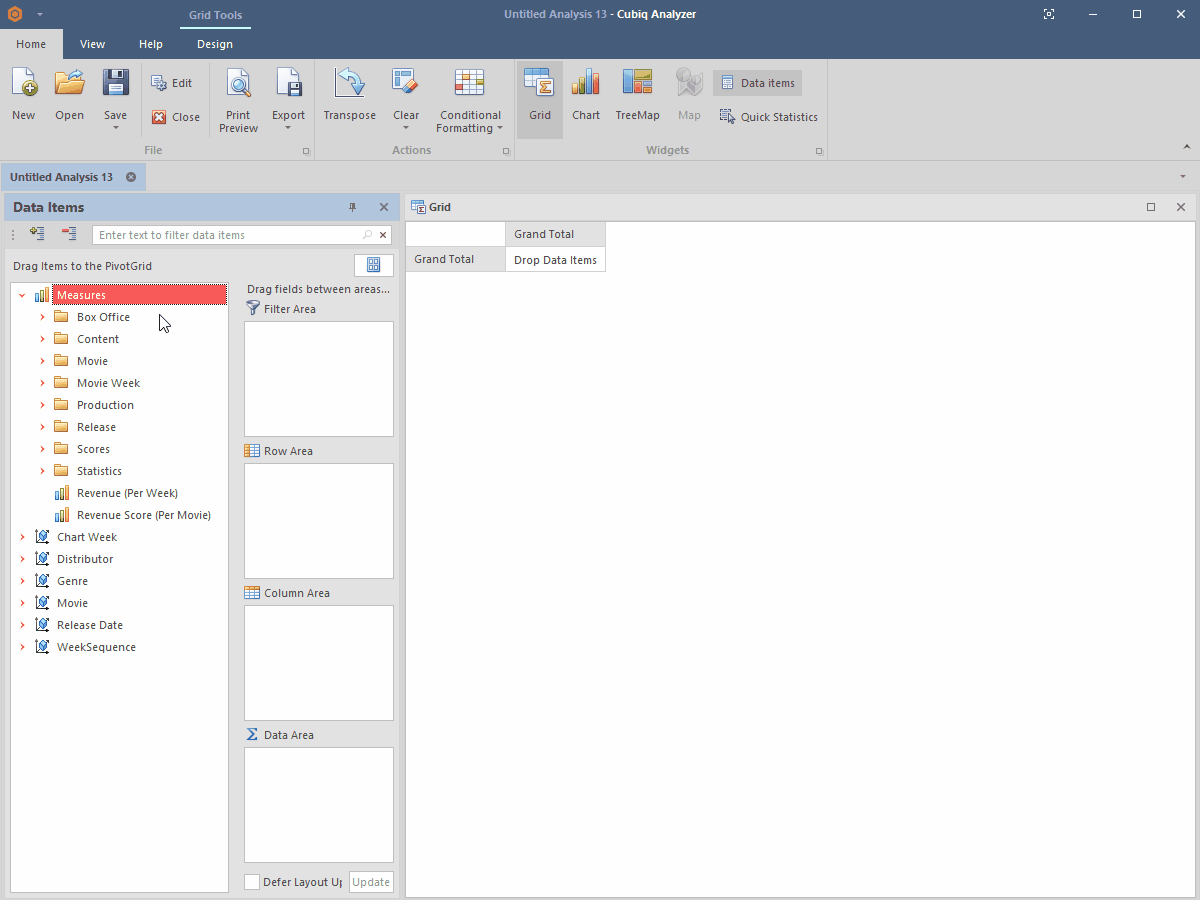 Grid Tools
Untitled Analysis 13 - Cubiq Analyzer
Home
View
Help
Design
New
Open
Save
Edit
Close
Print
Preview
Export
File
Transpose
Clear
Conditional
Formatting
Actions
Grid
Chart
TreeMap
Map
Data items
Quick Statistics
Widgets
Untitled Analysis 13
Data Items
Enter text to filter data items
Drag Items to the PivotGrid
Measures
Box Office
Content
Movie
Movie Week
Production
Release
Scores
Statistics
Revenue (Per Week)
Revenue Score (Per Movie)
Chart Week
Distributor
Genre
Movie
Release Date
WeekSequence
Drag fields between areas...
Filter Area
Row Area
Column Area
Data Area
Defer Layout Up
Update
Grid
Grand Total
Grand Total
Drop Data Items